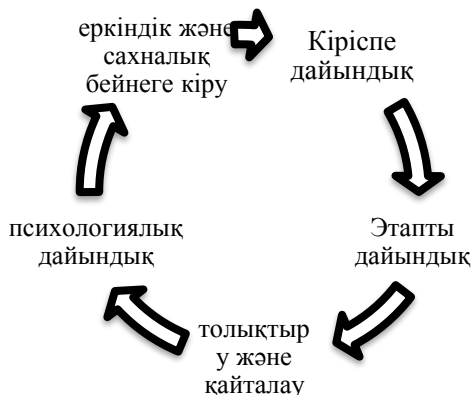 еркіндік және
сахналық
бейнеге кіру
Кіріспе
дайындық
Этапты
дайындық
толықтыр
у және
қайталау
психологиялық
дайындық